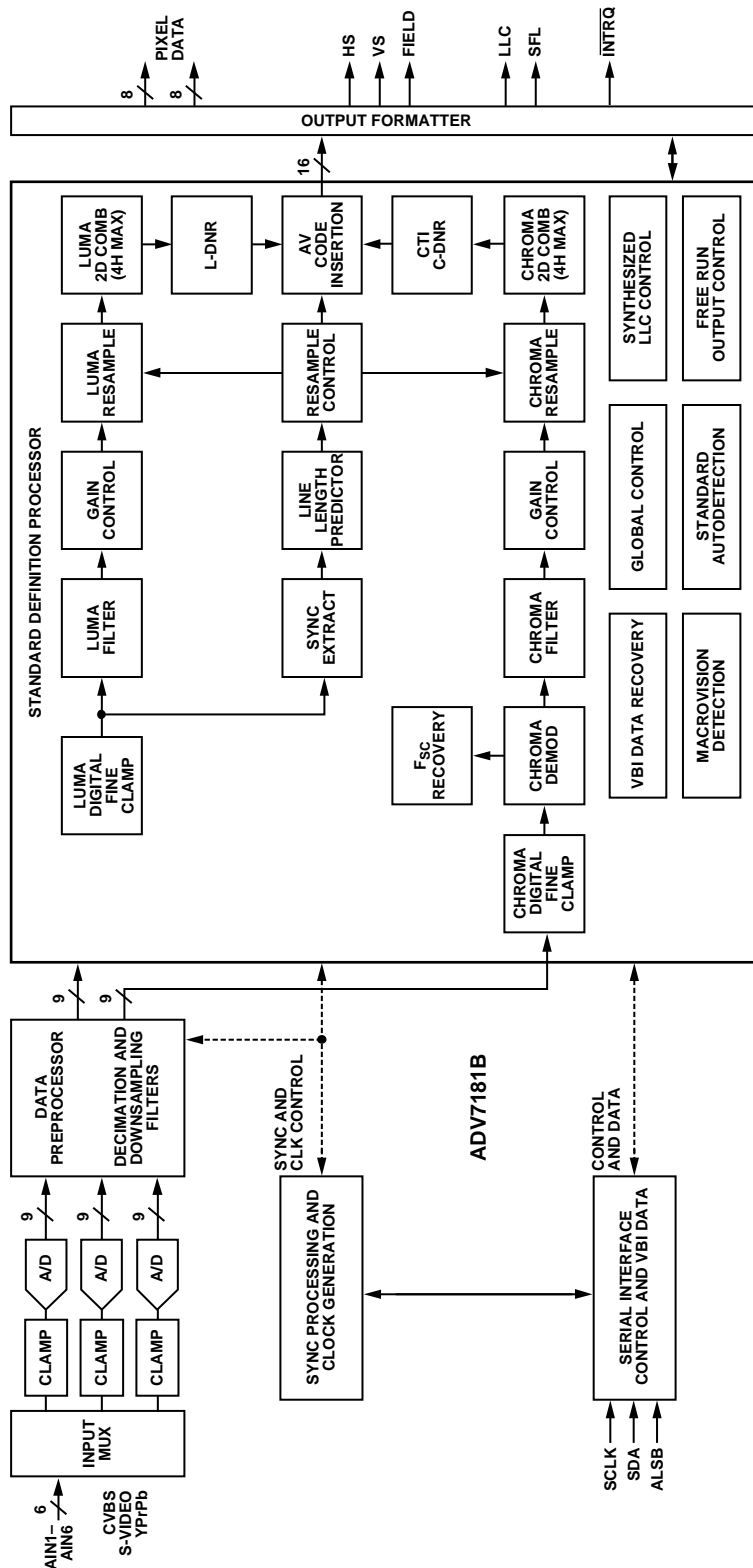 AIN1–
AIN6
6
CVBS
S-VIDEO
YPrPb
INPUT
MUX
CLAMP
A/D
9
CLAMP
A/D
9
CLAMP
A/D
9
DATA
PREPROCESSOR
DECIMATION AND
DOWNSAMPLING
FILTERS
9
9
SYNC PROCESSING AND
CLOCK GENERATION
SYNC AND
CLK CONTROL
ADV7181B
SCLK
SDA
ALSB
SERIAL INTERFACE
CONTROL AND VBI DATA
CONTROL
AND DATA
STANDARD DEFINITION PROCESSOR
LUMA
DIGITAL
FINE
CLAMP
LUMA
FILTER
GAIN
CONTROL
LUMA
RESAMPLE
LUMA
2D COMB
(4H MAX)
L-DNR
SYNC
EXTRACT
LINE
LENGTH
PREDICTOR
RESAMPLE
CONTROL
AV
CODE
INSERTION
16
FSC
RECOVERY
CTI
C-DNR
CHROMA
DIGITAL
FINE
CLAMP
CHROMA
DEMOD
CHROMA
FILTER
GAIN
CONTROL
CHROMA
RESAMPLE
CHROMA
2D COMB
(4H MAX)
VBI DATA RECOVERY
GLOBAL CONTROL
SYNTHESIZED
LLC CONTROL
MACROVISION
DETECTION
STANDARD
AUTODETECTION
FREE RUN
OUTPUT CONTROL
OUTPUT FORMATTER
8
8
PIXEL
DATA
HS
VS
FIELD
LLC
SFL
INTRQ